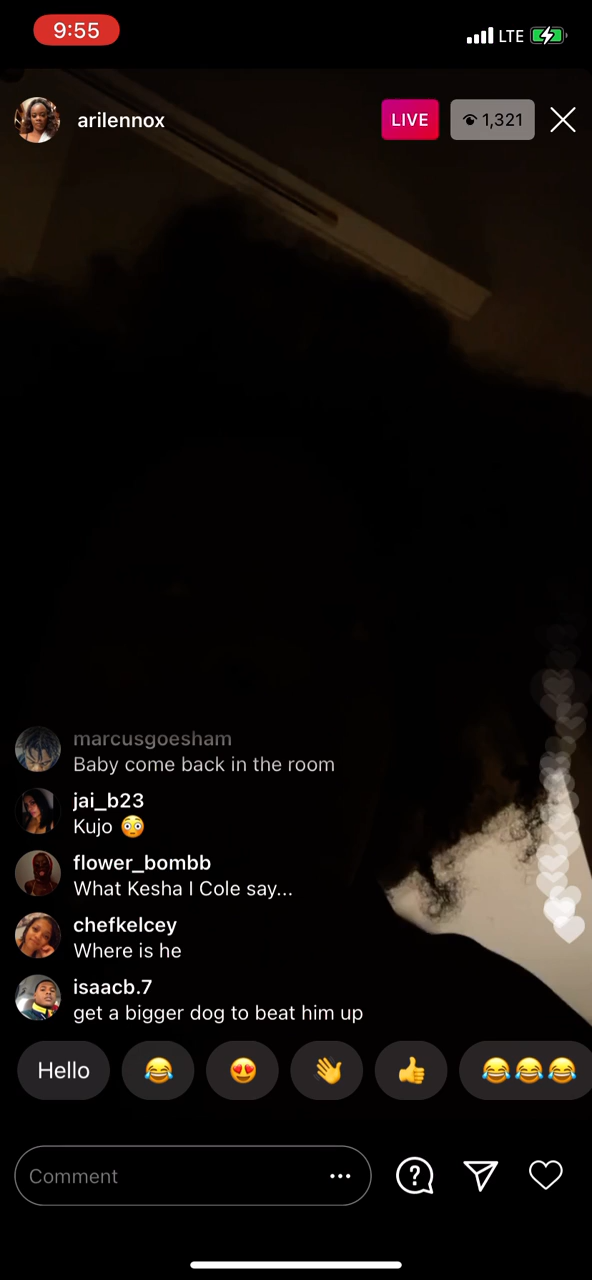 9:55
LTE
arilennox
LIVE
1,321
marcusgoesham
Baby come back in the room
jai_b23
Kujo 😳
flower_bombb
What Kesha I Cole say...
chefkelcey
Where is he
isaacb.7
get a bigger dog to beat him up
Hello 😂 😍 👋 👍 😂😂😂
Comment